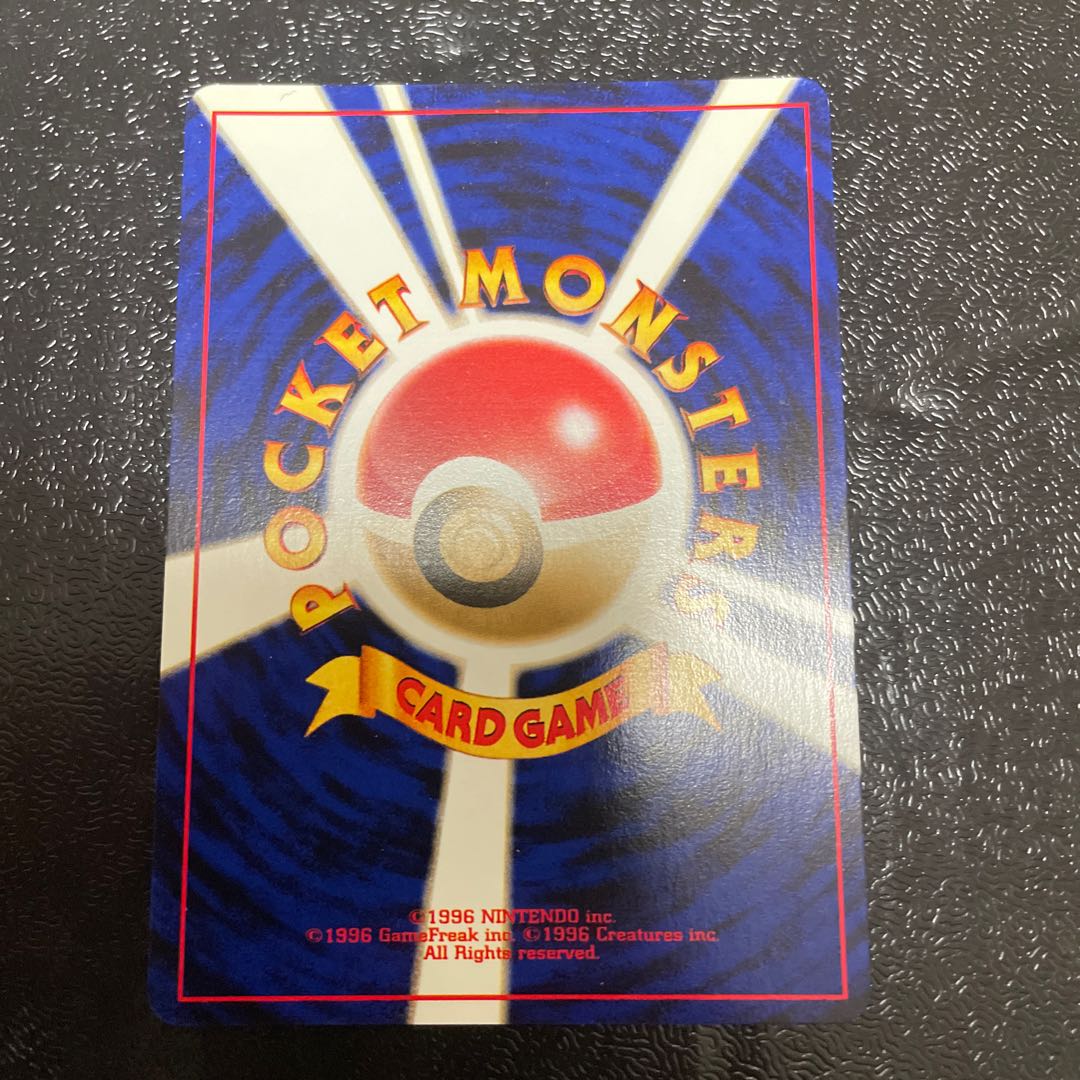 POCKET MONSTERS
CARD GAME
©1996 NINTENDO inc.
©1996 GameFreak inc. ©1996 Creatures inc.
All Rights reserved.